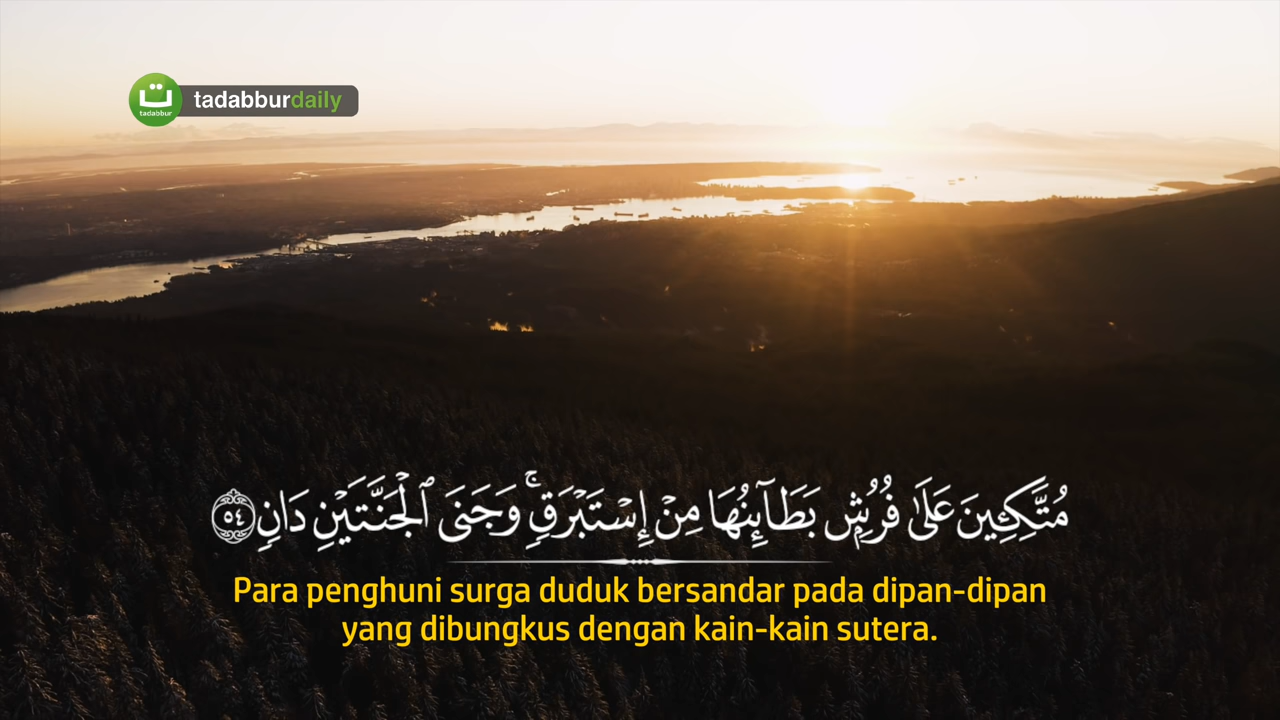 ت
tadabbur
tadabburdaily
مُتَّكِـِٔينَ عَلَىٰ فُرُشٍۭ بَطَآئِنُهَا مِنْ إِسْتَبْرَقٍۚ وَجَنَى ٱلْجَنَّتَيْنِ دَانٍ ٥٤
Para penghuni surga duduk bersandar pada dipan-dipan
yang dibungkus dengan kain-kain sutera.